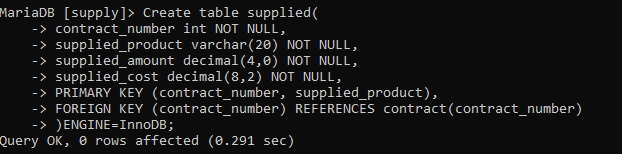 MariaDB [supply]> Create table supplied(
    -> contract_number int NOT NULL,
    -> supplied_product varchar(20) NOT NULL,
    -> supplied_amount decimal(4,0) NOT NULL,
    -> supplied_cost decimal(8,2) NOT NULL,
    -> PRIMARY KEY (contract_number, supplied_product),
    -> FOREIGN KEY (contract_number) REFERENCES contract(contract_number)
    -> )ENGINE=InnoDB;
Query OK, 0 rows affected (0.291 sec)